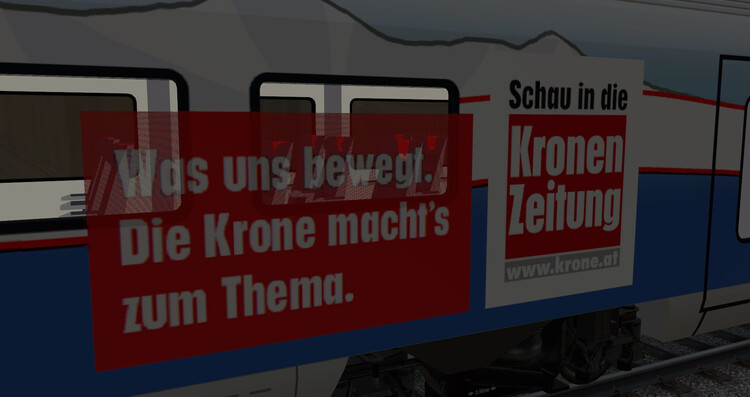 Was uns bewegt.
Die Krone macht's
zum Thema.
Schau in die
Kronen
Zeitung
www.krone.at